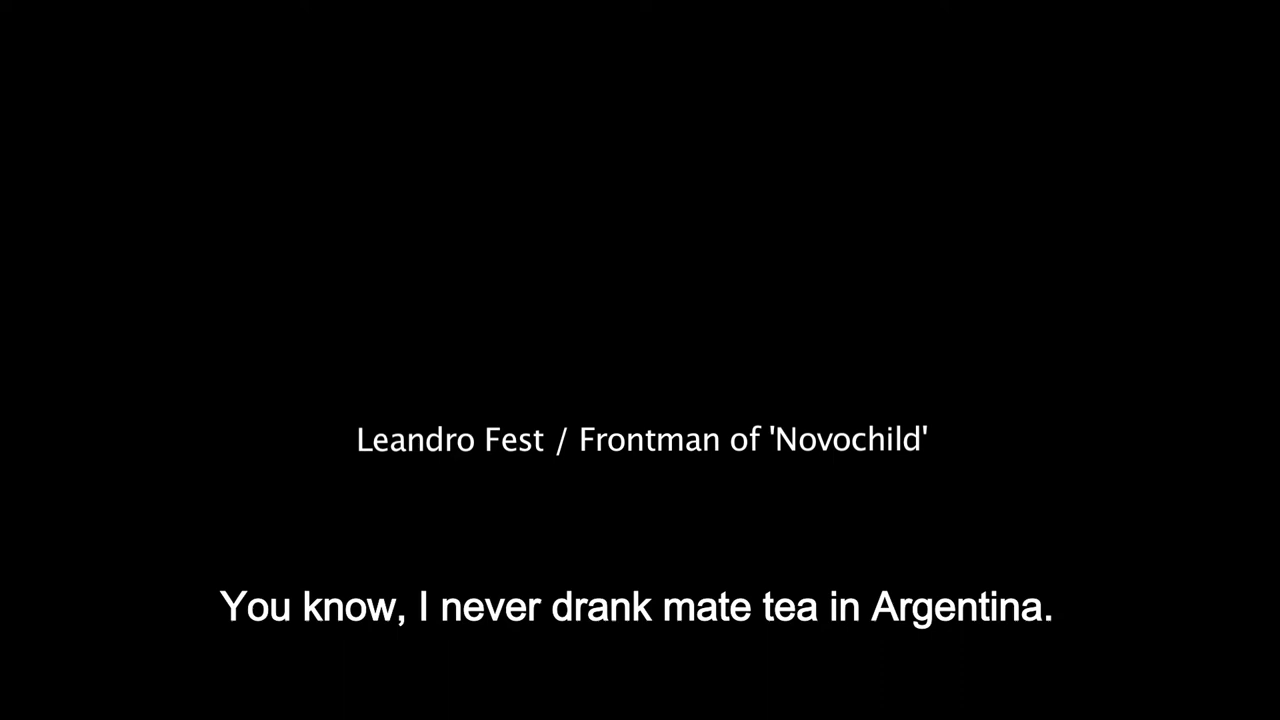 Leandro Fest / Frontman of 'Novochild'
You know, I never drank mate tea in Argentina.